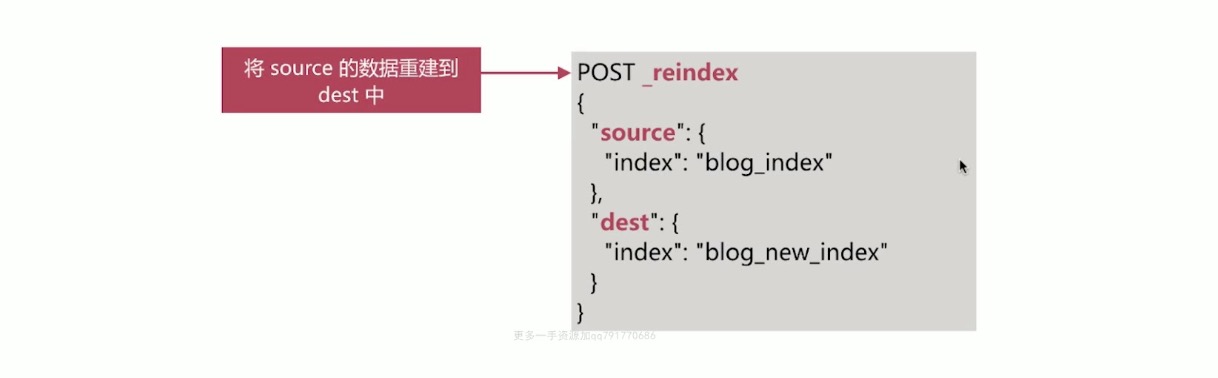 将 source 的数据重建到
dest 中
POST _reindex
{
"source": {
"index": "blog_index"
},
"dest": {
"index": "blog_new_index"
}
}
更多一手资源加qq791770686